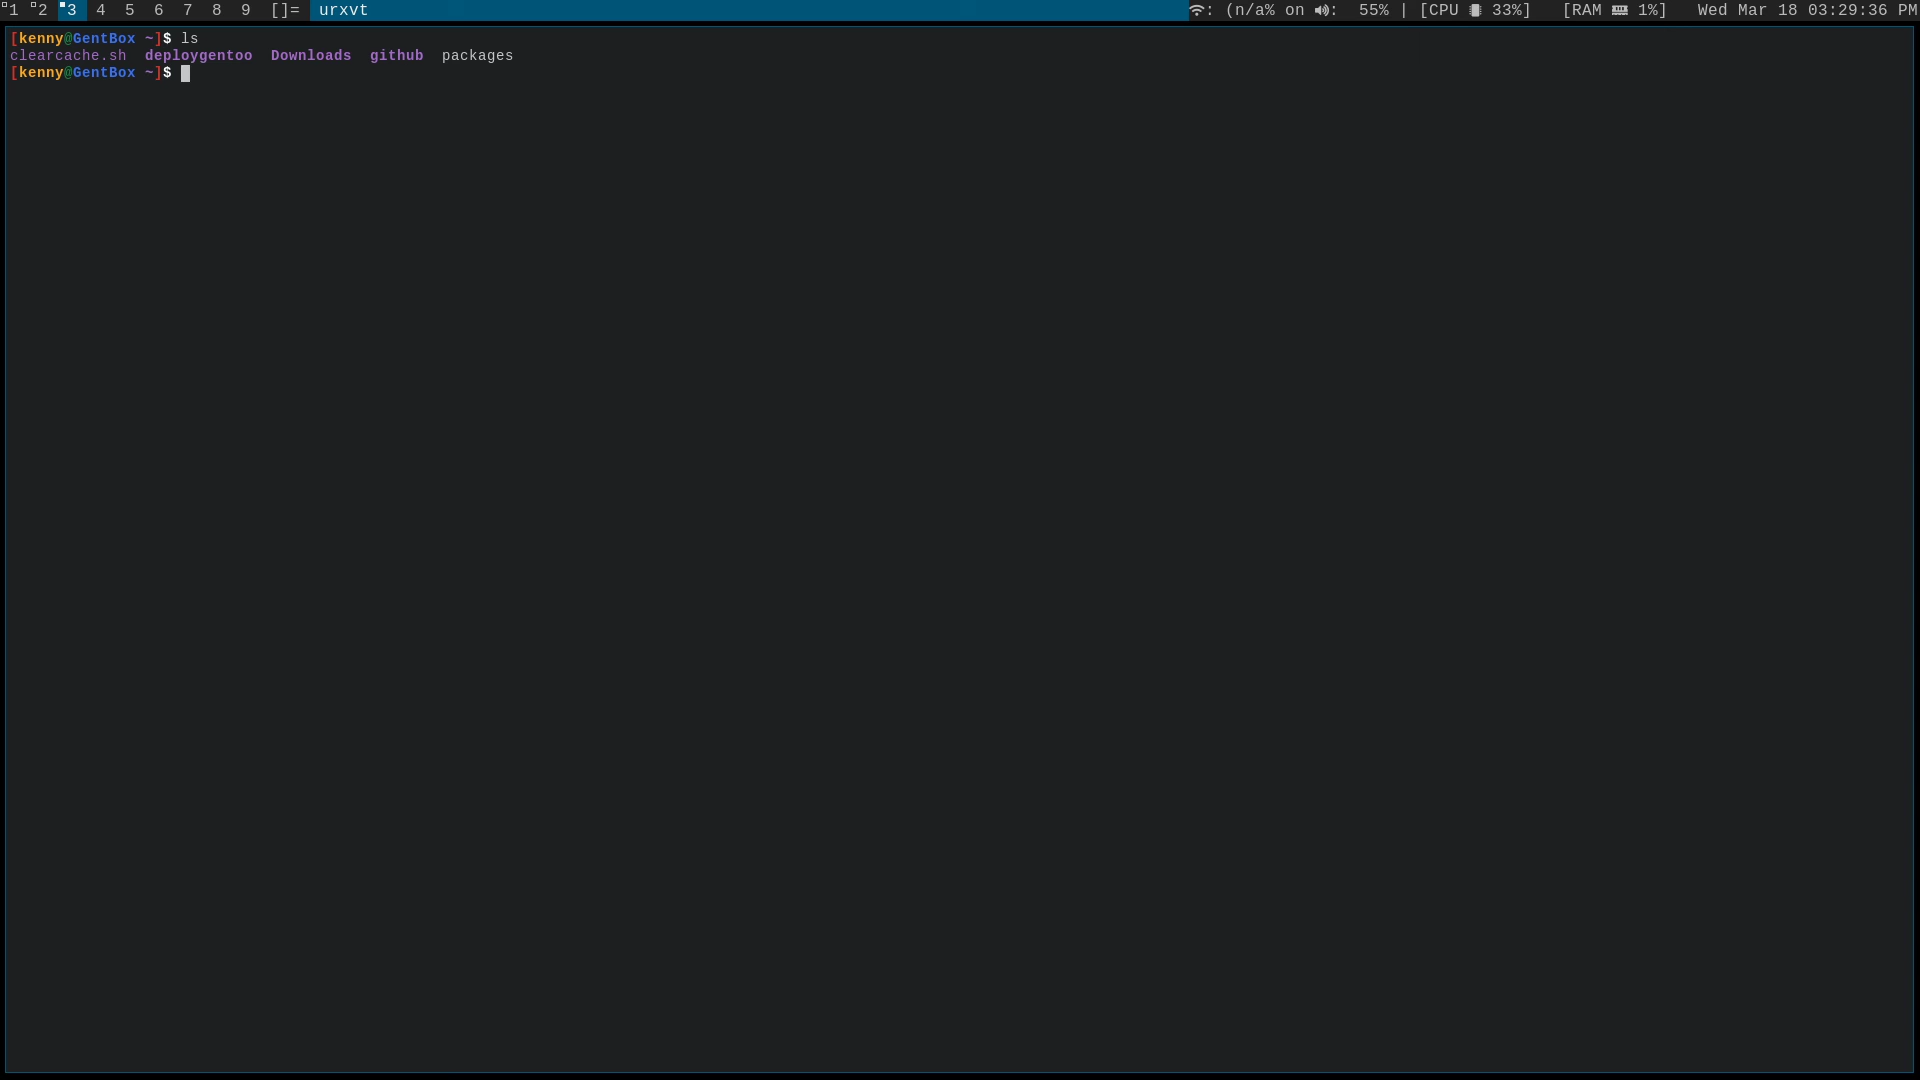 1 2 3 4 5 6 7 8 9 []= urxvt : (n/a% on : 55% | [CPU 33%] [RAM 1%] Wed Mar 18 03:29:36 PM
[kenny@GentBox ~]$ ls
clearcache.sh deploygentoo Downloads github packages
[kenny@GentBox ~]$